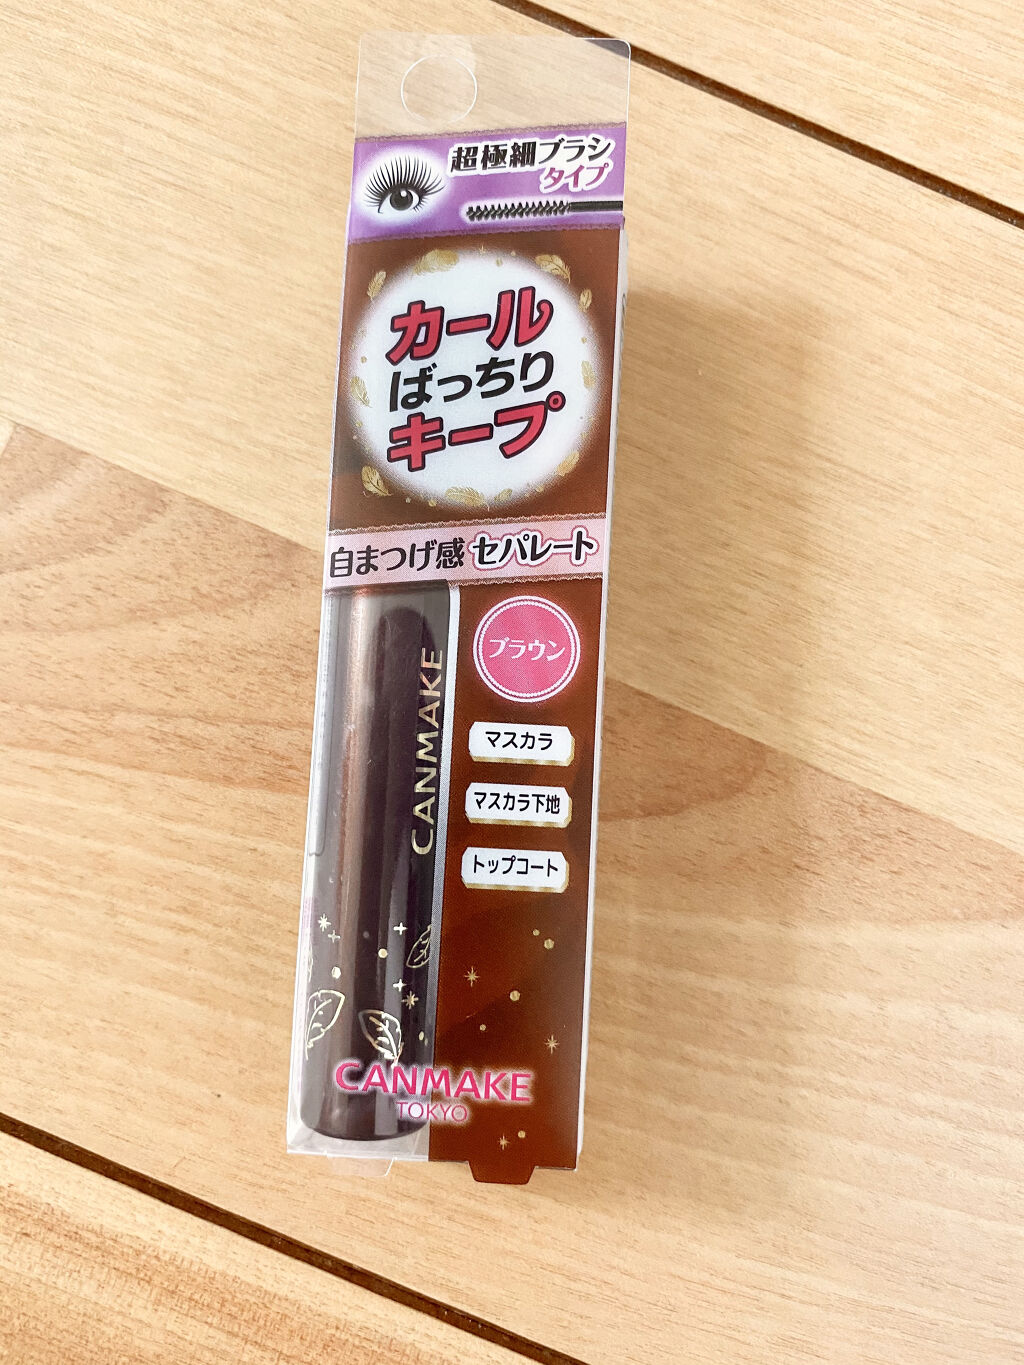 超極細ブラシ
タイプ
カール
ばっちり
キープ
自まつげ感 セパレート
ブラウン
マスカラ
マスカラ下地
トップコート
CANMAKE
CANMAKE
TOKYO